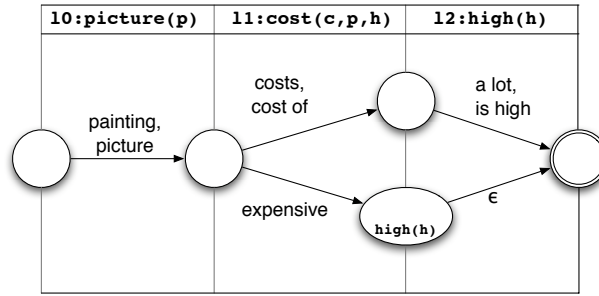 l0:picture(p) l1:cost(c,p,h) l2:high(h)
costs,
cost of
a lot,
is high
painting,
picture
expensive
high(h)
ϵ